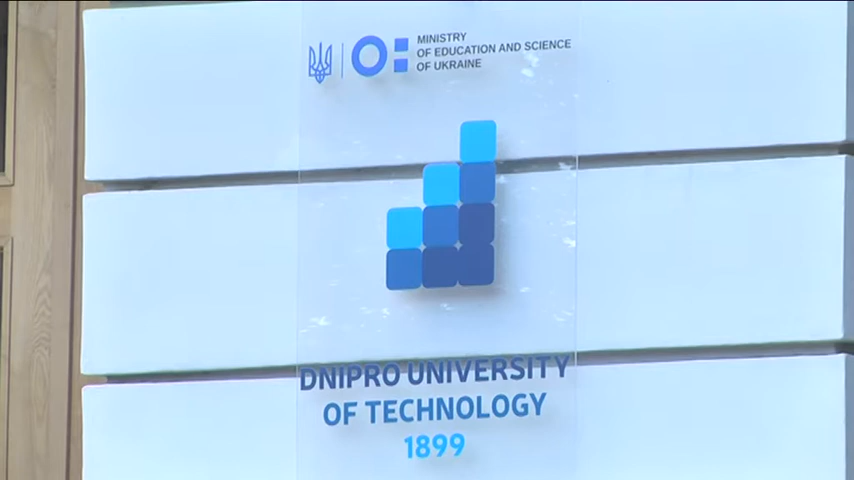 MINISTRY
OF EDUCATION AND SCIENCE
OF UKRAINE
DNIPRO UNIVERSITY
OF TECHNOLOGY
1899